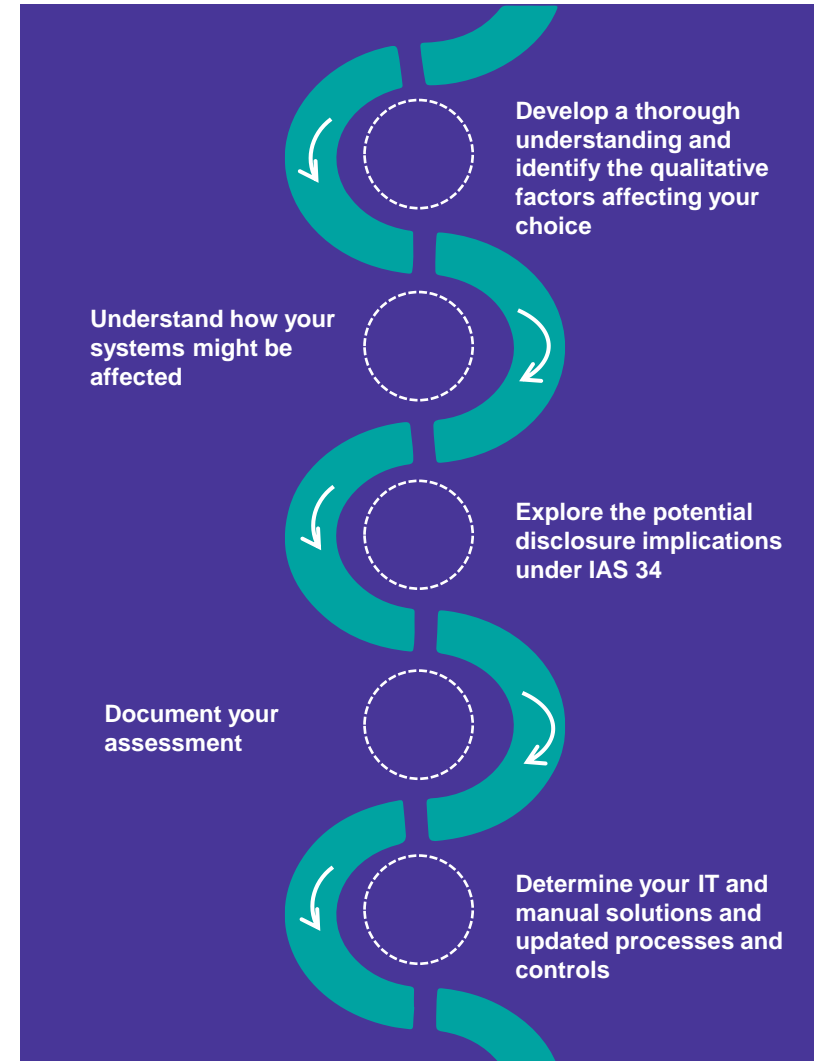 Develop a thorough
understanding and
identify the qualitative
factors affecting your
choice
Understand how your
systems might be
affected
Explore the potential
disclosure implications
under IAS 34
Document your
assessment
Determine your IT and
manual solutions and
updated processes and
controls